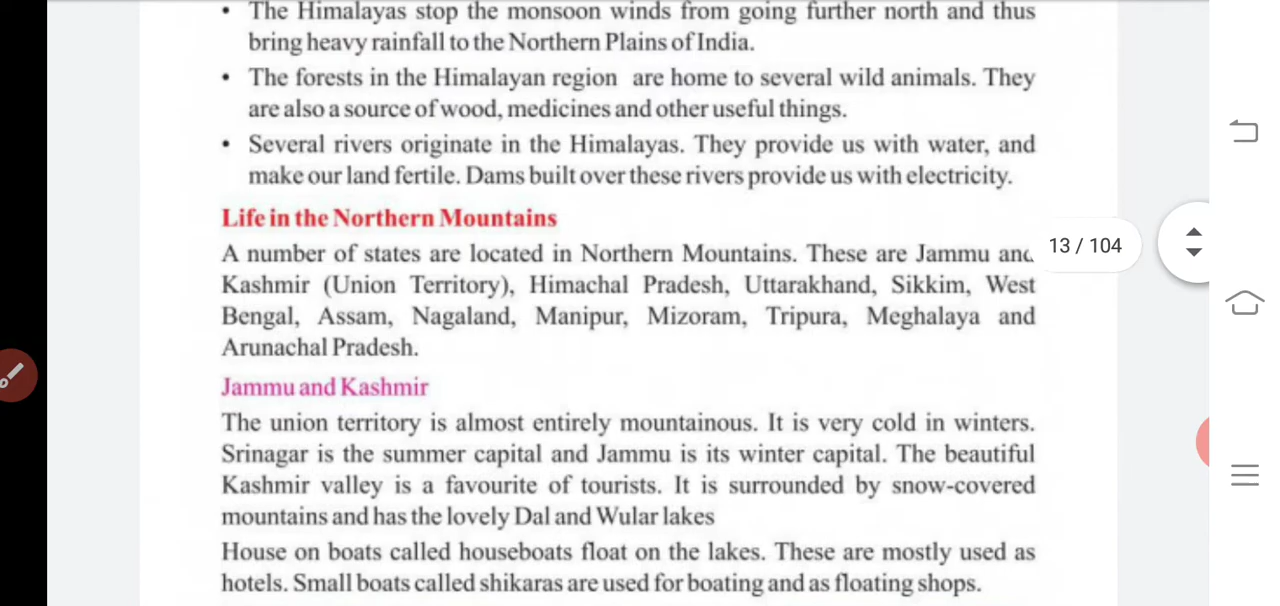 • The Himalayas stop the monsoon winds from going further north and thus
bring heavy rainfall to the Northern Plains of India.
• The forests in the Himalayan region are home to several wild animals. They
are also a source of wood, medicines and other useful things.
• Several rivers originate in the Himalayas. They provide us with water, and
make our land fertile. Dams built over these rivers provide us with electricity.
Life in the Northern Mountains
A number of states are located in Northern Mountains. These are Jammu and
Kashmir (Union Territory), Himachal Pradesh, Uttarakhand, Sikkim, West
Bengal, Assam, Nagaland, Manipur, Mizoram, Tripura, Meghalaya and
Arunachal Pradesh.
13 / 104
Jammu and Kashmir
The union territory is almost entirely mountainous. It is very cold in winters.
Srinagar is the summer capital and Jammu is its winter capital. The beautiful
Kashmir valley is a favourite of tourists. It is surrounded by snow-covered
mountains and has the lovely Dal and Wular lakes
House on boats called houseboats float on the lakes. These are mostly used as
hotels. Small boats called shikaras are used for boating and as floating shops.